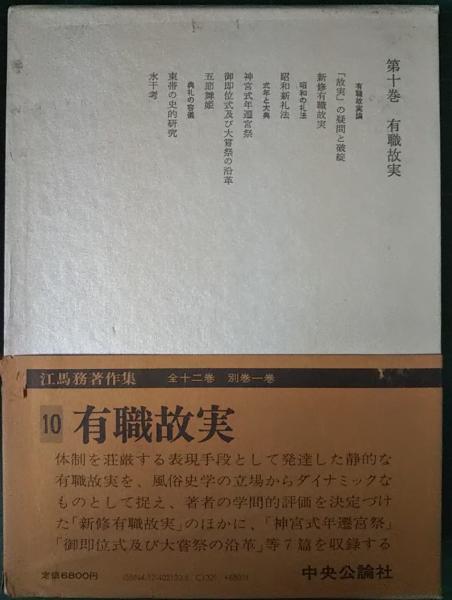 第十巻 有職故実
有職故実論
「故実」の疑問と破綻
新修有職故実
昭和の礼法
昭和新礼法
式年と大典
神宮式年遷宮祭
御即位式及び大嘗祭の沿革
五節舞姫
典礼の容儀
束帯の史的研究
水干考
江馬務著作集 全十二巻 別巻一巻
10 有職故実
体制を荘厳する表現手段として発達した静的な
有職故実を、風俗史学の立場からダイナミックな
ものとして捉え、著者の学問的評価を決定づけ
た「新修有職故実」のほかに、「神宮式年遷宮祭」
「御即位式及び大嘗祭の沿革」等7篇を収録する
定価6800円
中央公論社